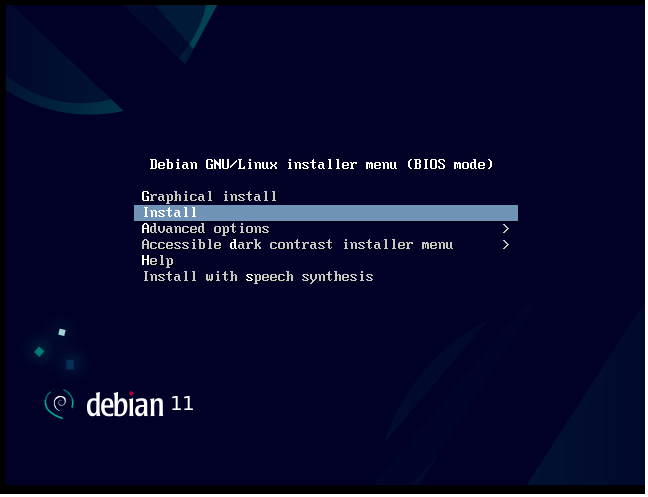 Debian GNU/Linux installer menu (BIOS mode)
Graphical install
Install
Advanced options >
Accessible dark contrast installer menu >
Help
Install with speech synthesis
debian 11